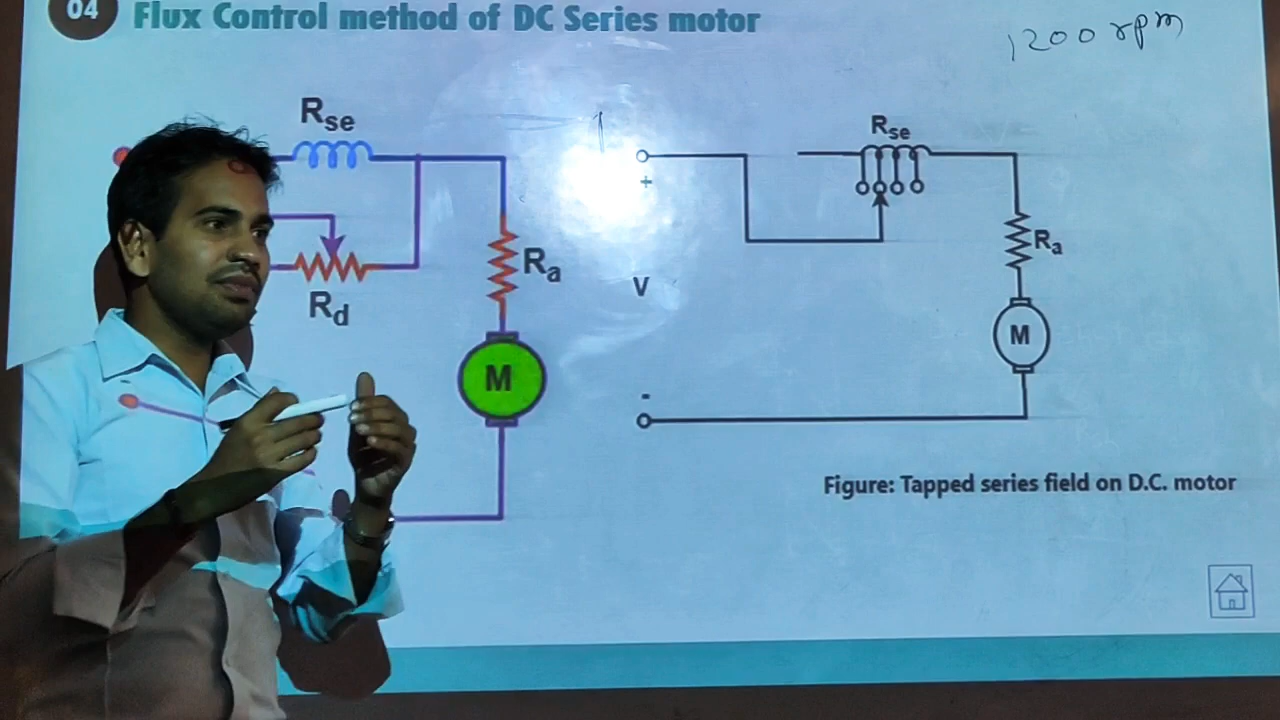 04 Flux Control method of DC Series motor
1200 rpm
Rse
Rd
Ra
M
Rse
+
V
-
Ra
M
Figure: Tapped series field on D.C. motor